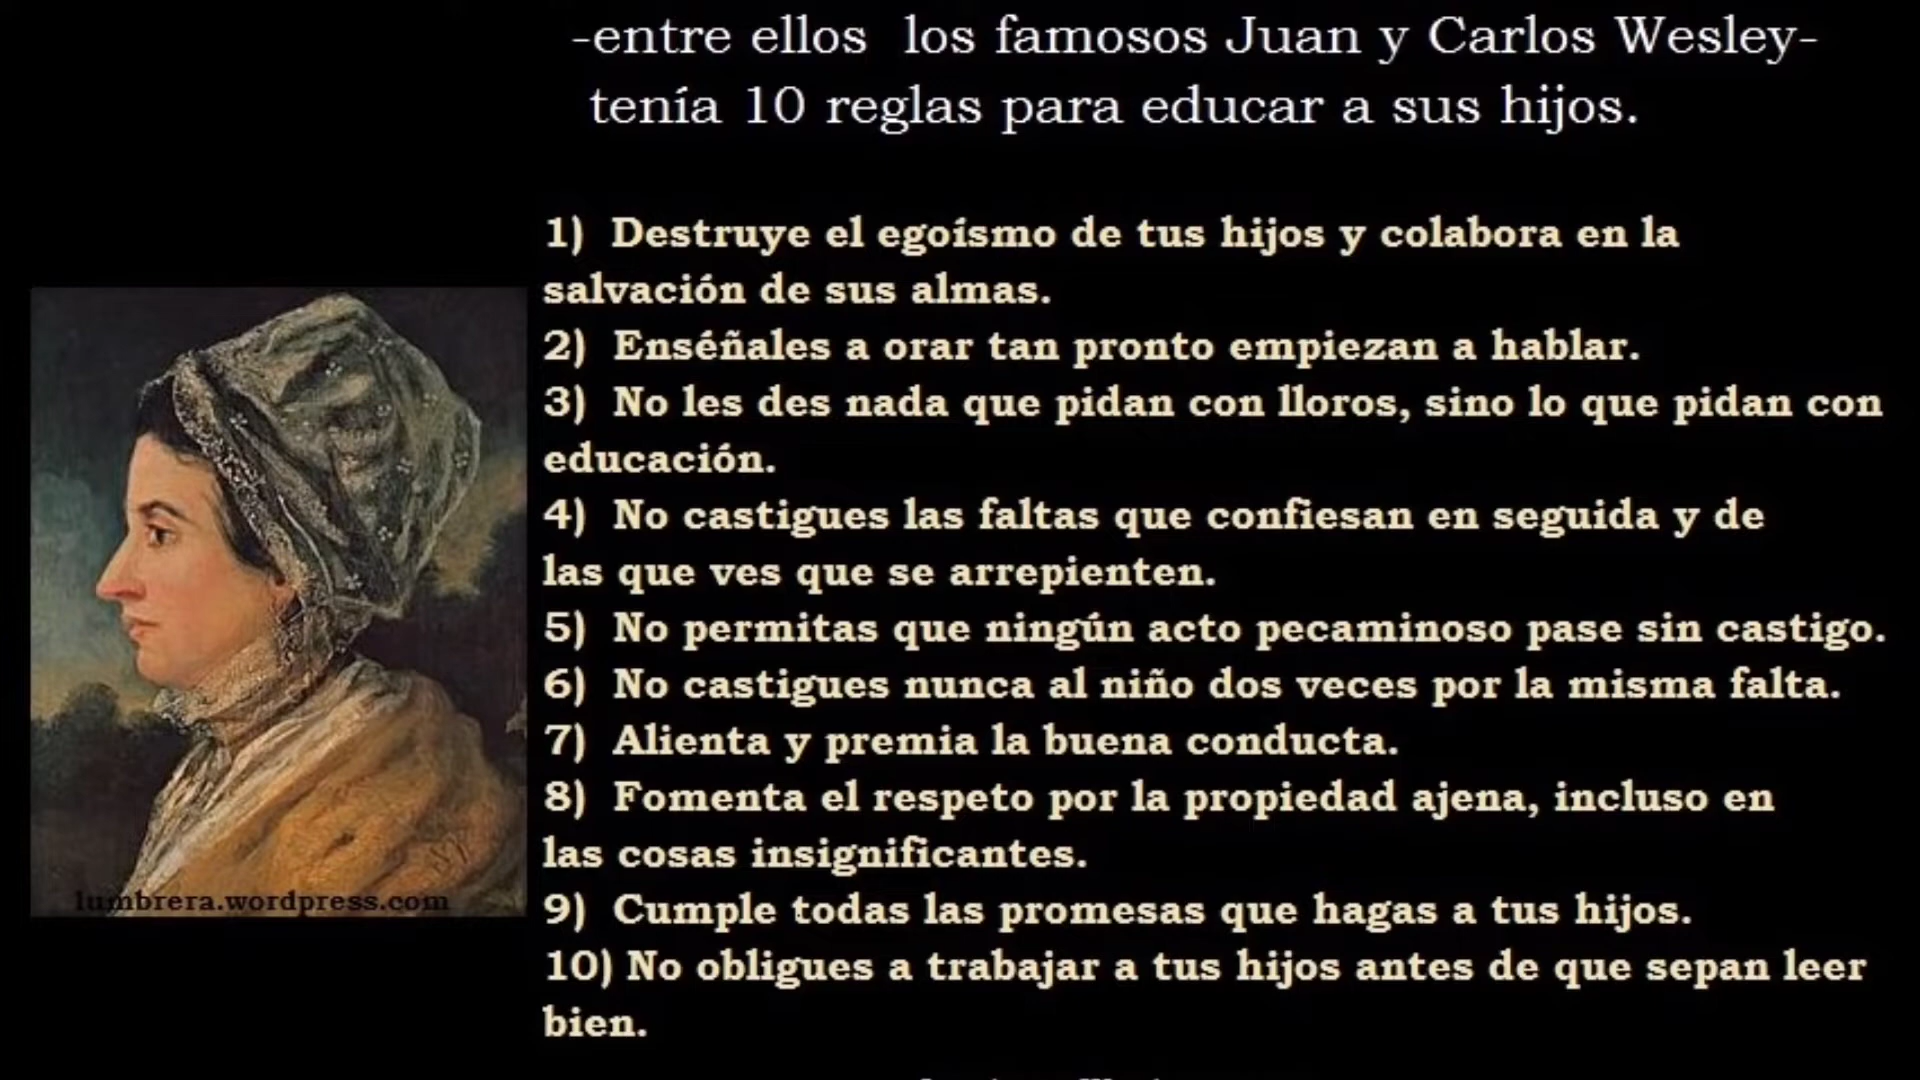 -entre ellos los famosos Juan y Carlos Wesley-
tenía 10 reglas para educar a sus hijos.
1) Destruye el egoísmo de tus hijos y colabora en la
salvación de sus almas.
2) Enséñales a orar tan pronto empiezan a hablar.
3) No les des nada que pidan con lloros, sino lo que pidan con
educación.
4) No castigues las faltas que confiesan en seguida y de
las que ves que se arrepienten.
5) No permitas que ningún acto pecaminoso pase sin castigo.
6) No castigues nunca al niño dos veces por la misma falta.
7) Alienta y premia la buena conducta.
8) Fomenta el respeto por la propiedad ajena, incluso en
las cosas insignificantes.
9) Cumple todas las promesas que hagas a tus hijos.
10) No obligues a trabajar a tus hijos antes de que sepan leer
bien.
lumbrera.wordpress.com